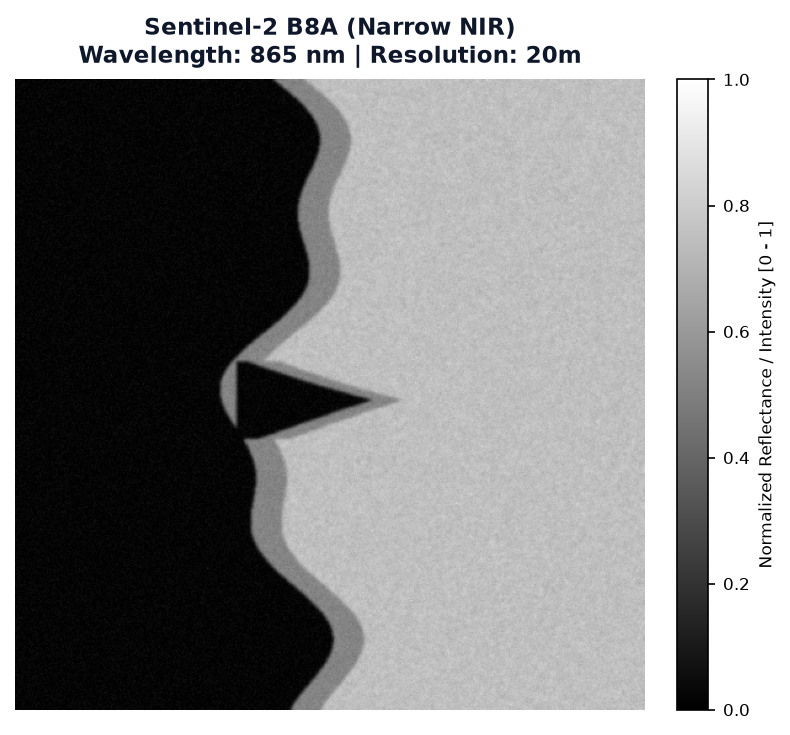 Sentinel-2 B8A (Narrow NIR)
Wavelength: 865 nm | Resolution: 20m
1.0
0.8
0.6
0.4
0.2
0.0
Normalized Reflectance / Intensity [0 - 1]